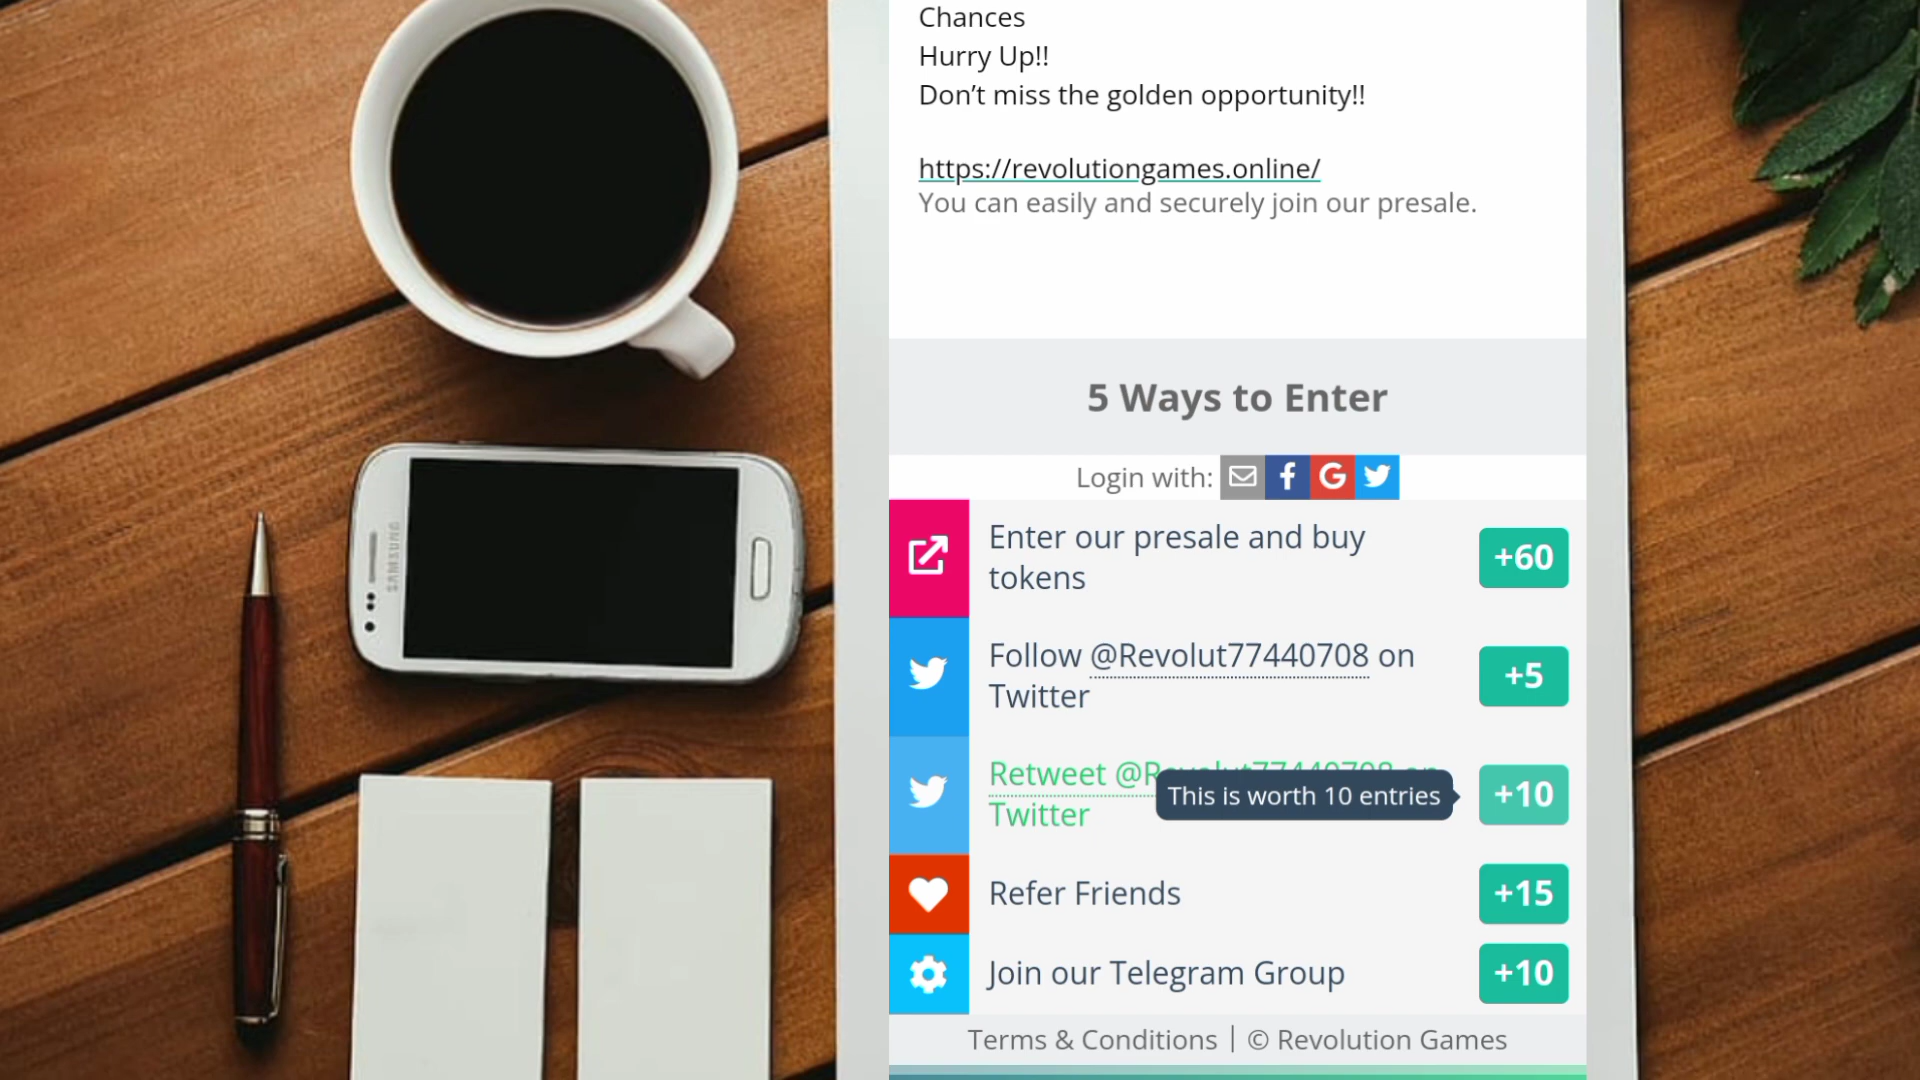 Chances
Hurry Up!!
Don't miss the golden opportunity!!
https://revolutiongames.online/
You can easily and securely join our presale.
5 Ways to Enter
Login with:
Enter our presale and buy
tokens
+60
Follow @Revolut77440708 on
Twitter
+5
Retweet
Twitter
This is worth 10 entries
+10
Refer Friends
+15
Join our Telegram Group
+10
Terms & Conditions | © Revolution Games
SAMSUNG